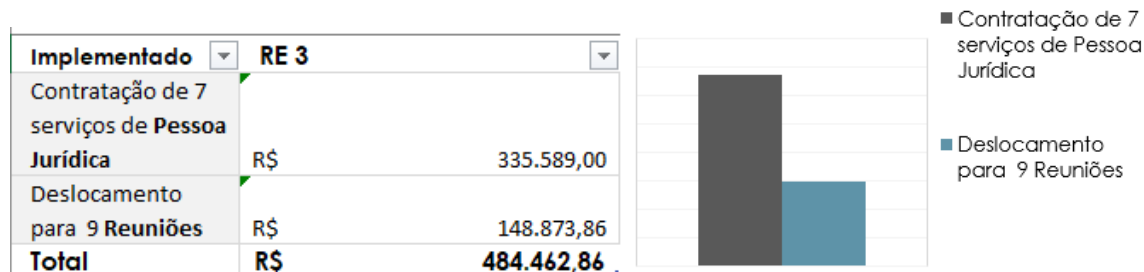 Implementado RE 3
Contratação de 7
serviços de Pessoa
Jurídica R$ 335.589,00
Deslocamento
para 9 Reuniões R$ 148.873,86
Total R$ 484.462,86
Contratação de 7
serviços de Pessoa
Jurídica
Deslocamento
para 9 Reuniões